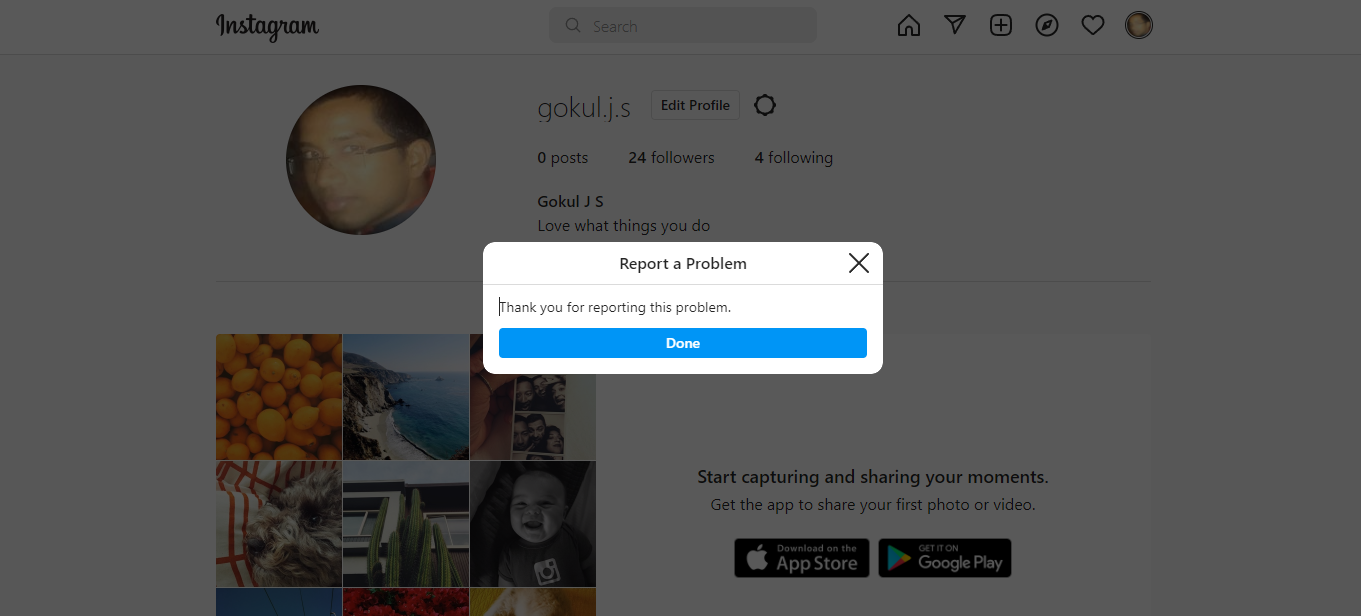 Instagram
Search
gokul.j.s
Edit Profile
0 posts 24 followers 4 following
Gokul J S
Love what things you do
Report a Problem
Thank you for reporting this problem.
Done
Start capturing and sharing your moments.
Get the app to share your first photo or video.
Download on the
App Store
GET IT ON
Google Play